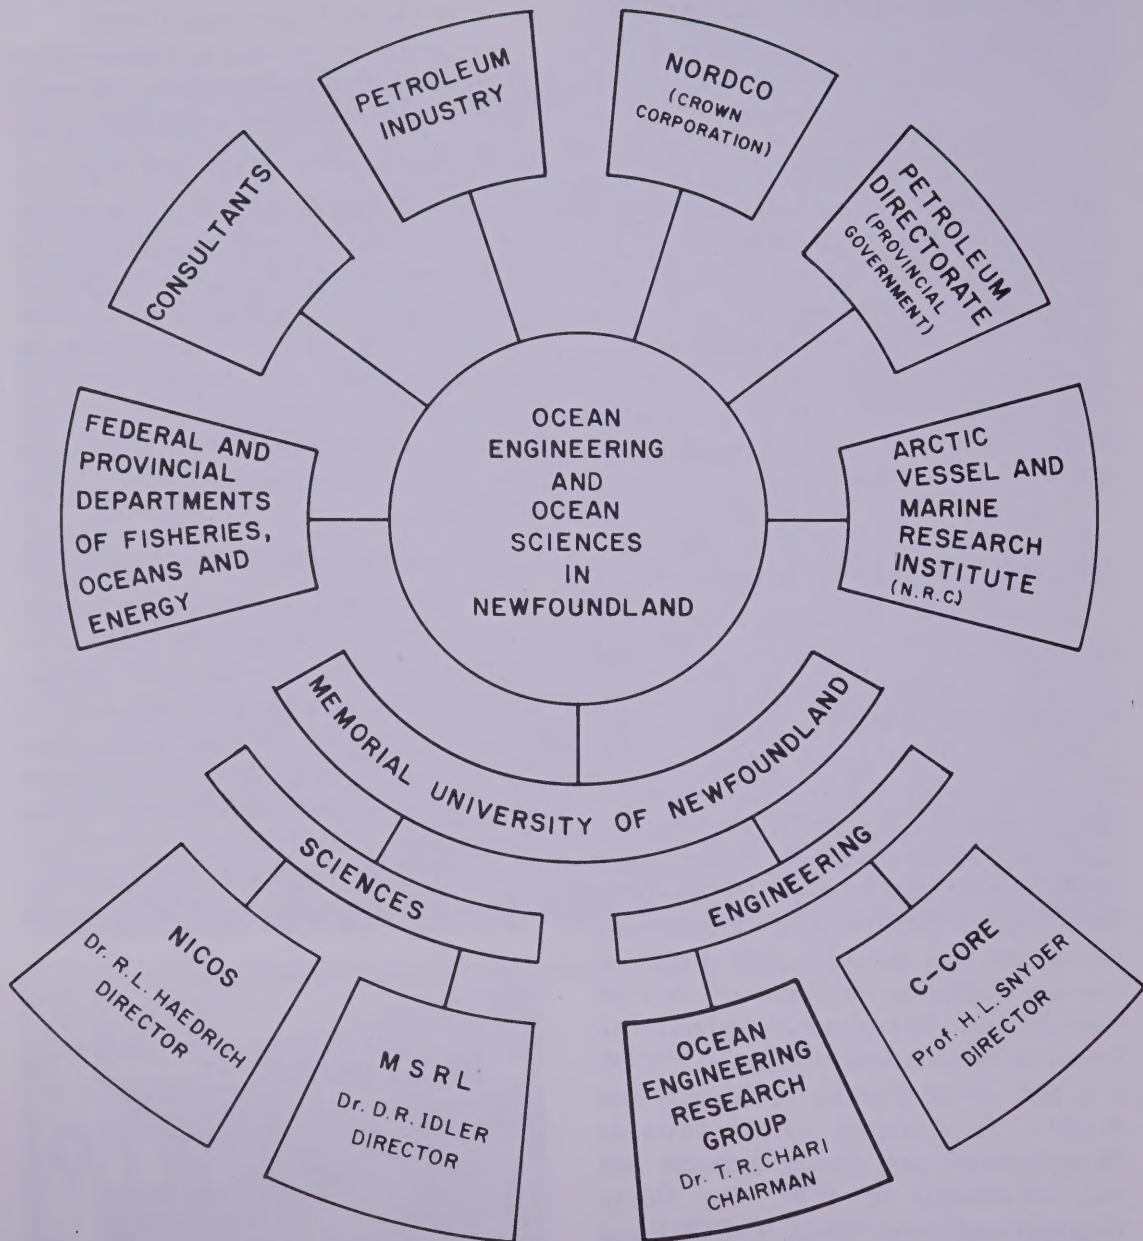 PETROLEUM
INDUSTRY
NORDCO
(CROWN
CORPORATION)
CONSULTANTS
PETROLEUM
DIRECTORATE
(PROVINCIAL
GOVERNMENT)
FEDERAL AND
PROVINCIAL
DEPARTMENTS
OF FISHERIES,
OCEANS AND
ENERGY
OCEAN
ENGINEERING
AND
OCEAN
SCIENCES
IN
NEWFOUNDLAND
ARCTIC
VESSEL AND
MARINE
RESEARCH
INSTITUTE
(N.R.C.)
MEMORIAL UNIVERSITY OF NEWFOUNDLAND
SCIENCES
ENGINEERING
NICOS
Dr. R.L. HAEDRICH
DIRECTOR
MSRL
Dr. D.R. IDLER
DIRECTOR
OCEAN
ENGINEERING
RESEARCH
GROUP
Dr. T.R. CHARI
CHAIRMAN
C-CORE
Prof. H.L. SNYDER
DIRECTOR